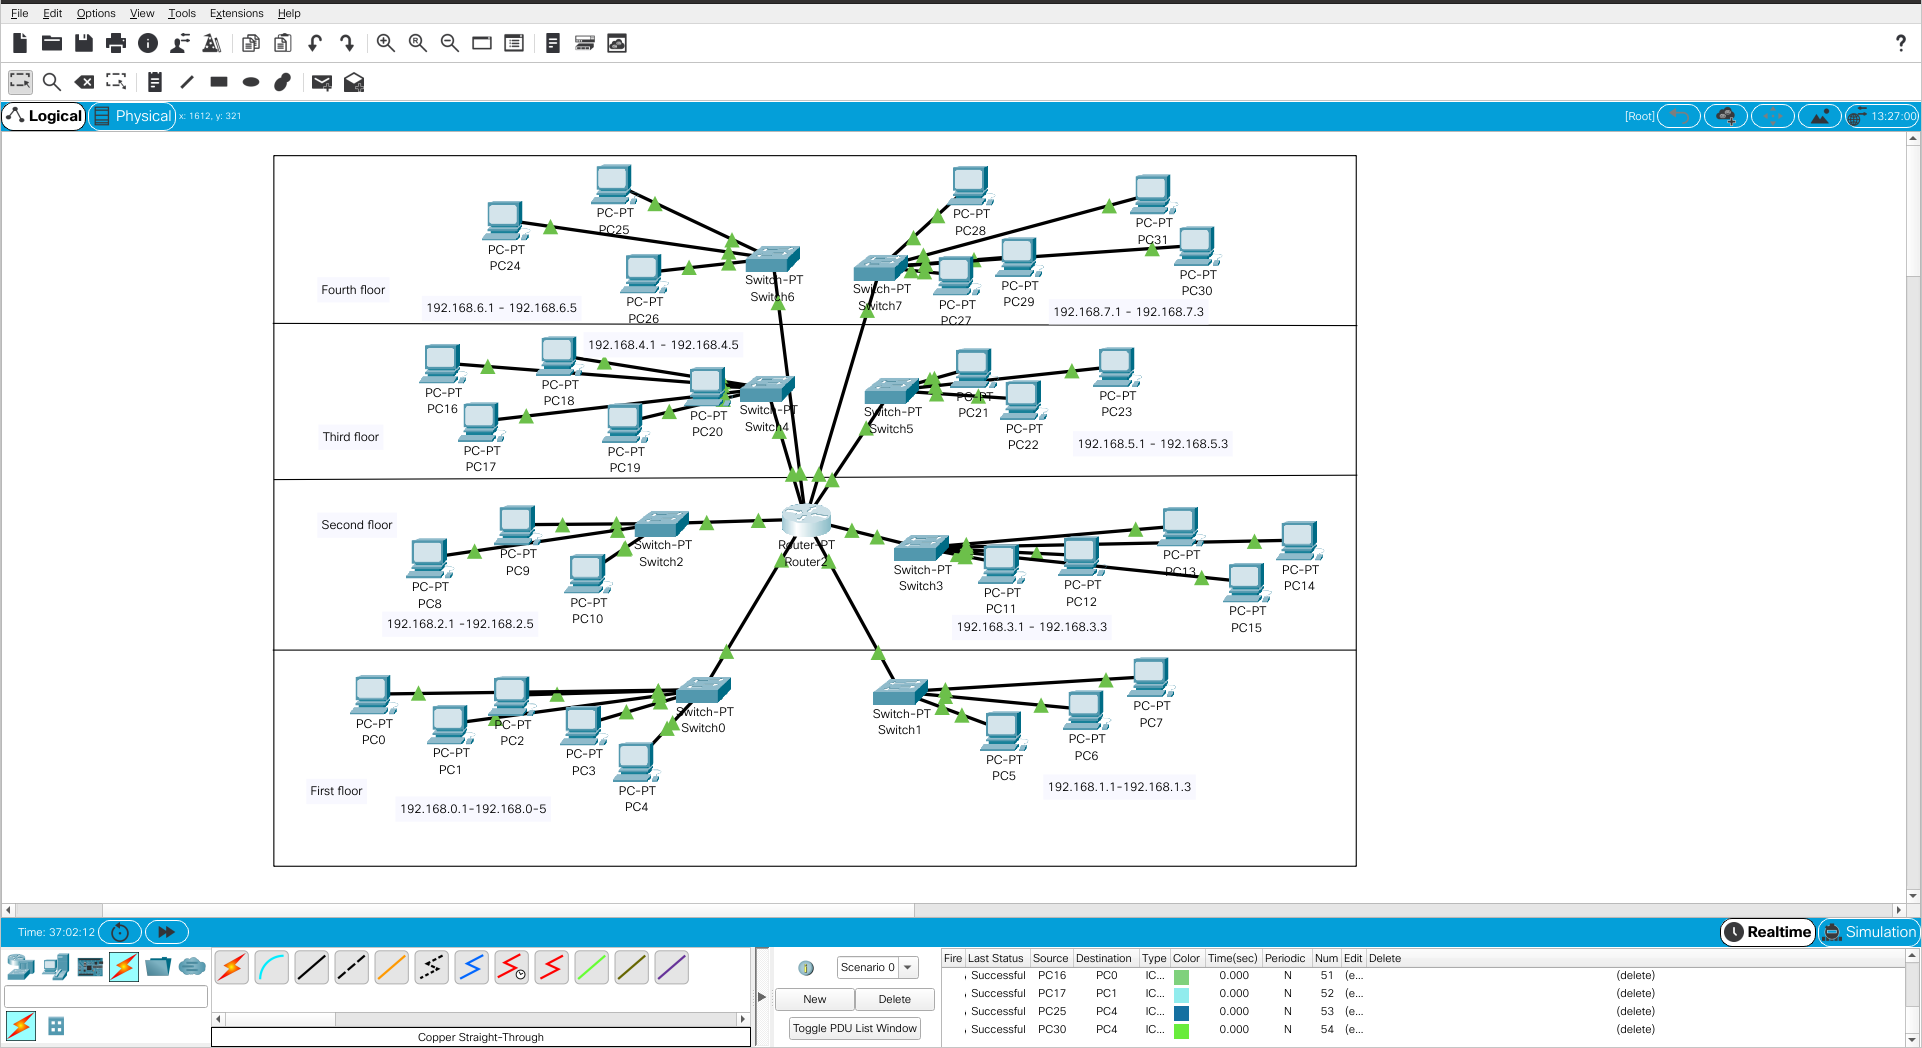 File Edit Options View Tools Extensions Help
Logical Physical x: 1612, y: 321 [Root] 13:27:00
PC-PT
PC25
PC-PT
PC24
PC-PT
PC26
Switch-PT
Switch6
Fourth floor
192.168.6.1 - 192.168.6.5
PC-PT
PC28
PC-PT
PC31
PC-PT
PC30
PC-PT
PC29
PC-PT
PC27
Switch-PT
Switch7
192.168.7.1 - 192.168.7.3
192.168.4.1 - 192.168.4.5
PC-PT
PC16
PC-PT
PC18
PC-PT
PC20
PC-PT
PC17
PC-PT
PC19
Switch-PT
Switch4
Third floor
Switch-PT
Switch5
PC-PT
PC21
PC-PT
PC22
PC-PT
PC23
192.168.5.1 - 192.168.5.3
Second floor
PC-PT
PC9
PC-PT
PC8
PC-PT
PC10
Switch-PT
Switch2
192.168.2.1 -192.168.2.5
Router-PT
Router2
Switch-PT
Switch3
PC-PT
PC11
PC-PT
PC12
PC-PT
PC13
PC-PT
PC14
PC-PT
PC15
192.168.3.1 - 192.168.3.3
PC-PT
PC0
PC-PT
PC1
PC-PT
PC2
PC-PT
PC3
PC-PT
PC4
Switch-PT
Switch0
First floor
192.168.0.1-192.168.0-5
Switch-PT
Switch1
PC-PT
PC5
PC-PT
PC6
PC-PT
PC7
192.168.1.1-192.168.1.3
Time: 37:02:12 Realtime Simulation
Scenario 0
New Delete
Toggle PDU List Window
Copper Straight-Through
Fire Last Status Source Destination Type Color Time(sec) Periodic Num Edit Delete
Successful PC16 PC0 IC... 0.000 N 51 (e... (delete)
Successful PC17 PC1 IC... 0.000 N 52 (e... (delete)
Successful PC25 PC4 IC... 0.000 N 53 (e... (delete)
Successful PC30 PC4 IC... 0.000 N 54 (e... (delete)